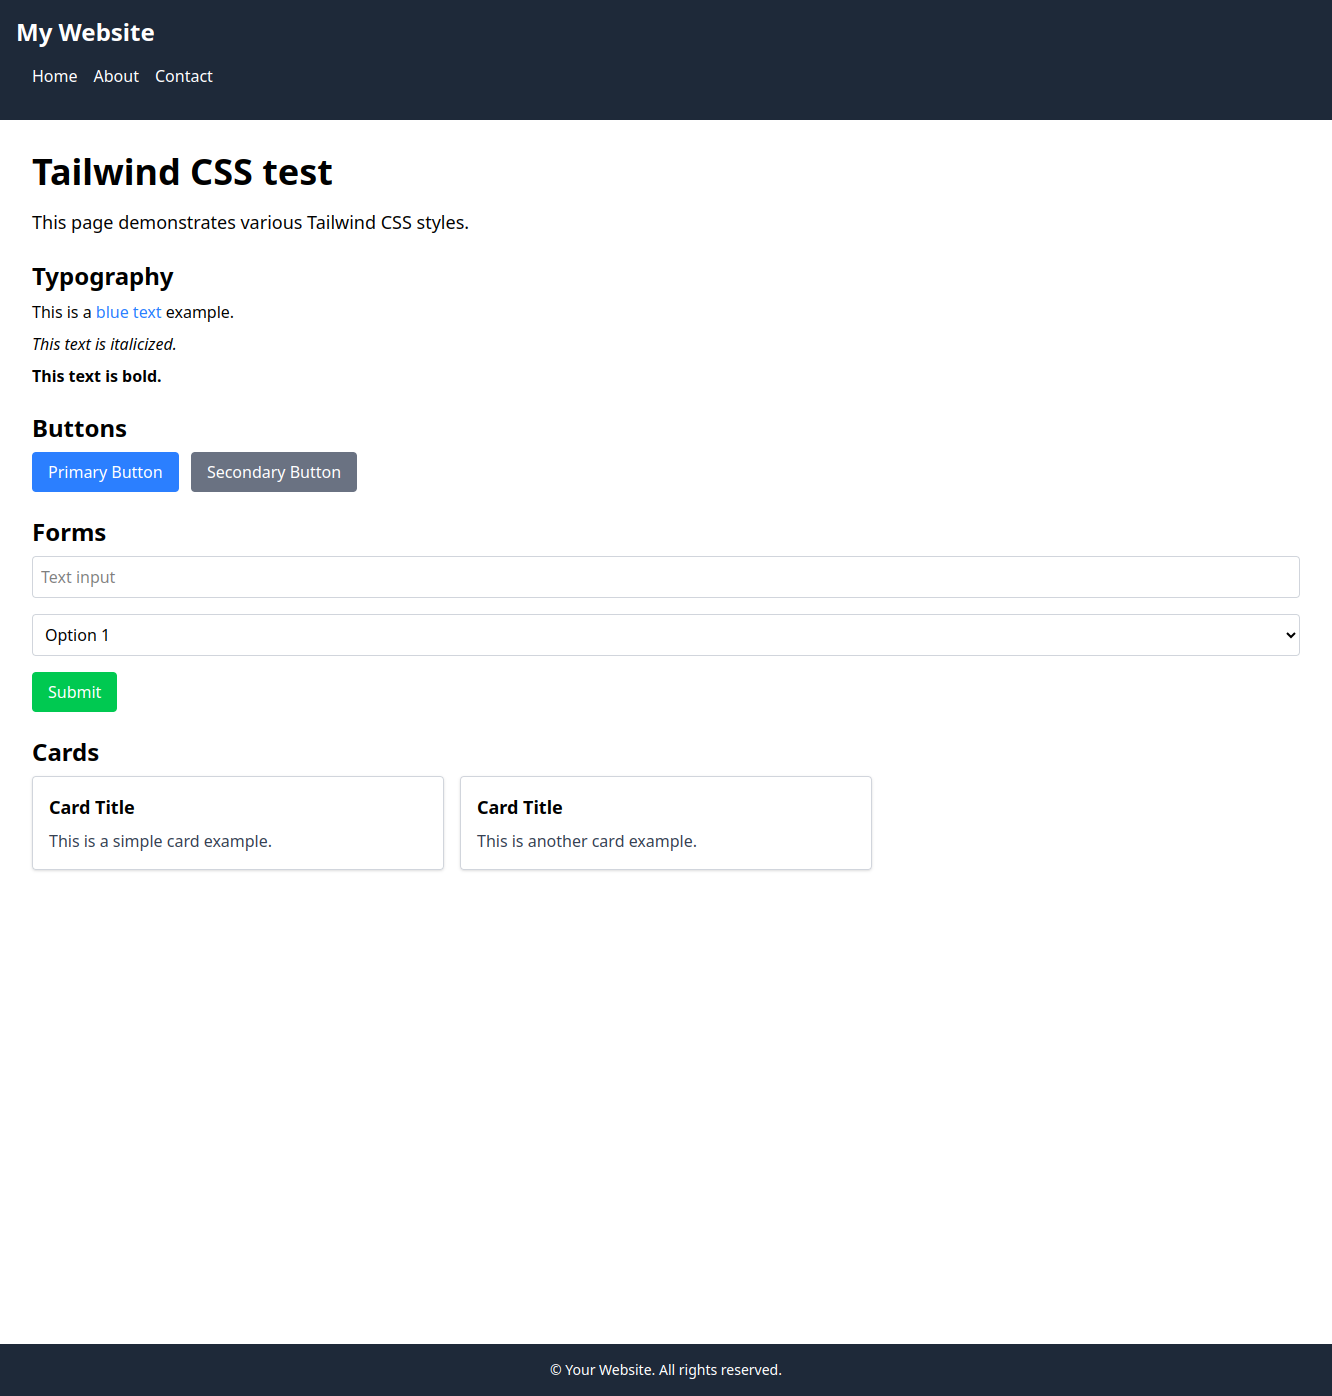 My Website
Home About Contact
Tailwind CSS test
This page demonstrates various Tailwind CSS styles.
Typography
This is a blue text example.
This text is italicized.
This text is bold.
Buttons
Primary Button Secondary Button
Forms
Text input
Option 1
Submit
Cards
Card Title
This is a simple card example.
Card Title
This is another card example.
© Your Website. All rights reserved.